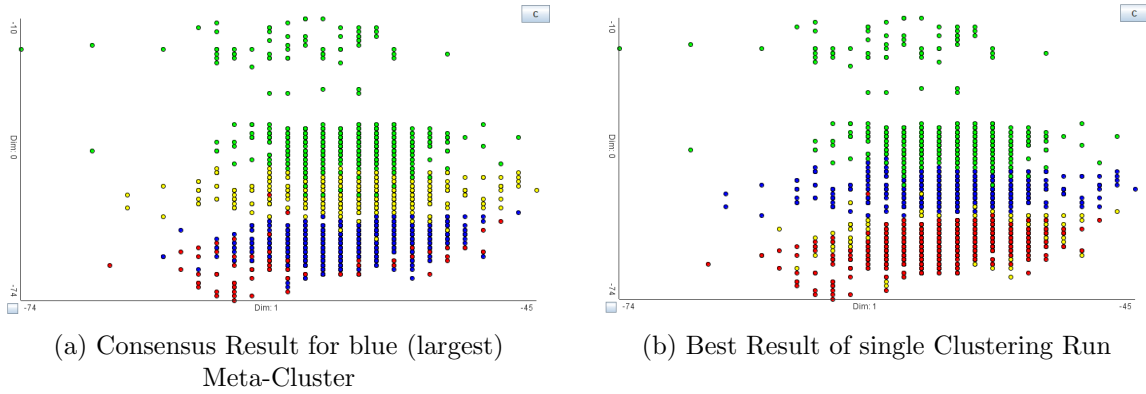 C
-10
Dim: 0
-74
-74
Dim: 1
-45
(a) Consensus Result for blue (largest)
Meta-Cluster
C
-10
Dim: 0
-74
-74
Dim: 1
-45
(b) Best Result of single Clustering Run